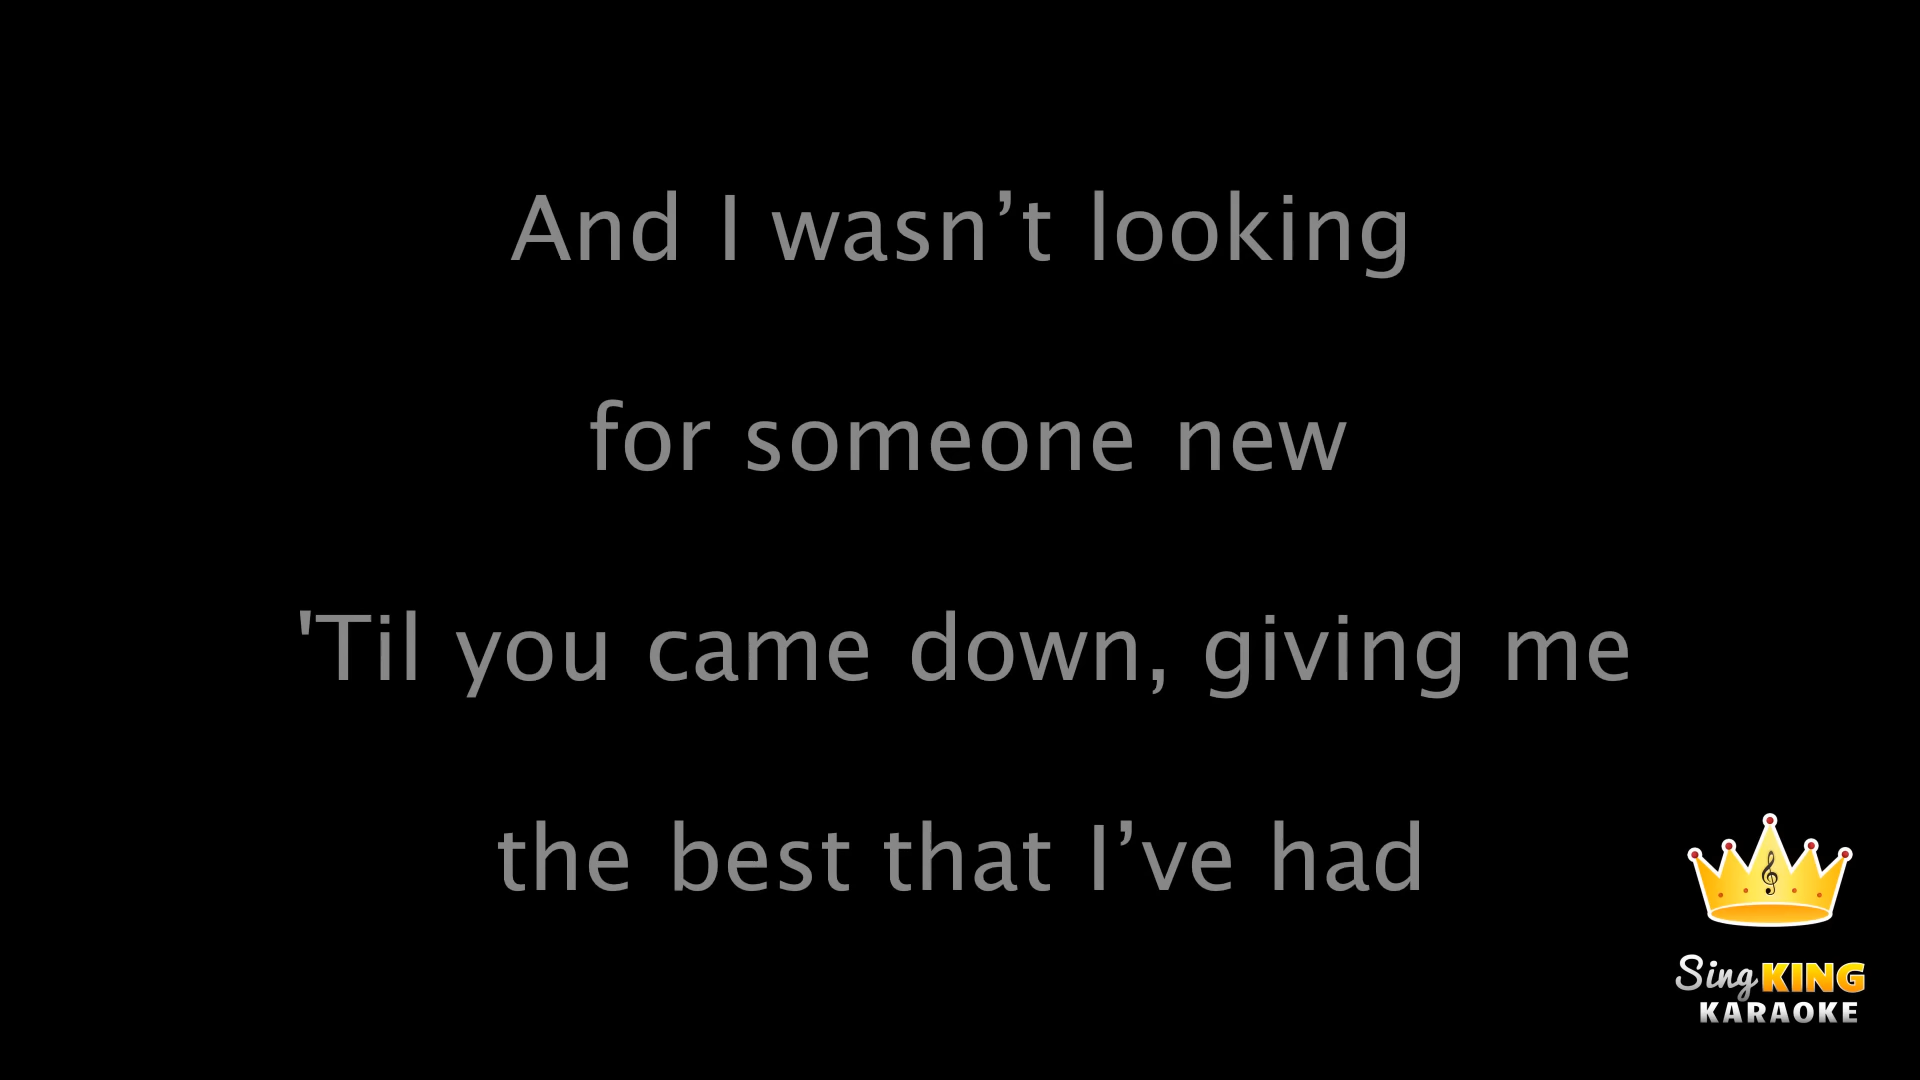 And I wasn’t looking
for someone new
'Til you came down, giving me
the best that I’ve had
Sing KING
KARAOKE